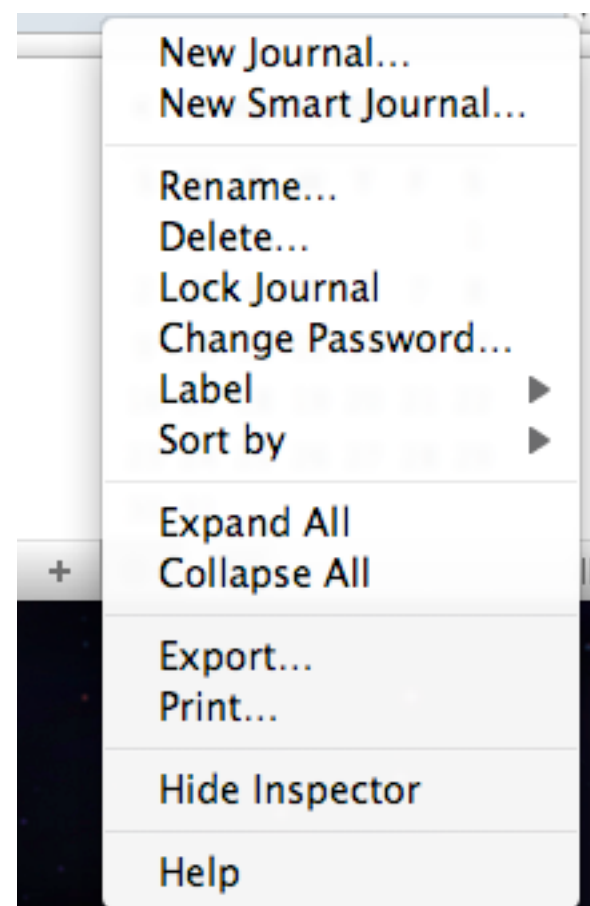 New Journal...
New Smart Journal...
Rename...
Delete...
Lock Journal
Change Password...
Label
Sort by
Expand All
Collapse All
Export...
Print...
Hide Inspector
Help